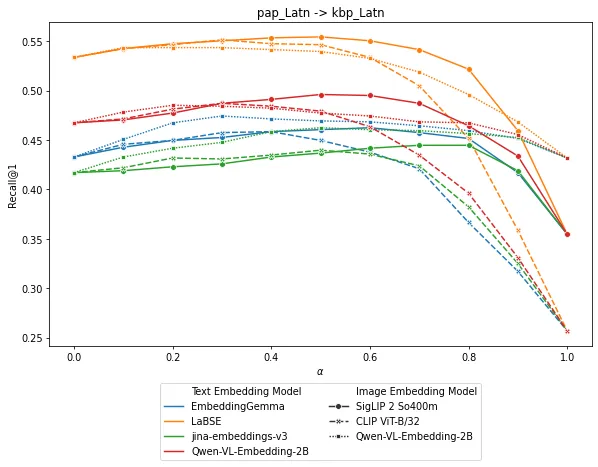 pap_Latn -> kbp_Latn
Recall@1
0.55
0.50
0.45
0.40
0.35
0.30
0.25
0.0 0.2 0.4 0.6 0.8 1.0
α
Text Embedding Model
EmbeddingGemma
LaBSE
jina-embeddings-v3
Qwen-VL-Embedding-2B
Image Embedding Model
SigLIP 2 So400m
CLIP ViT-B/32
Qwen-VL-Embedding-2B